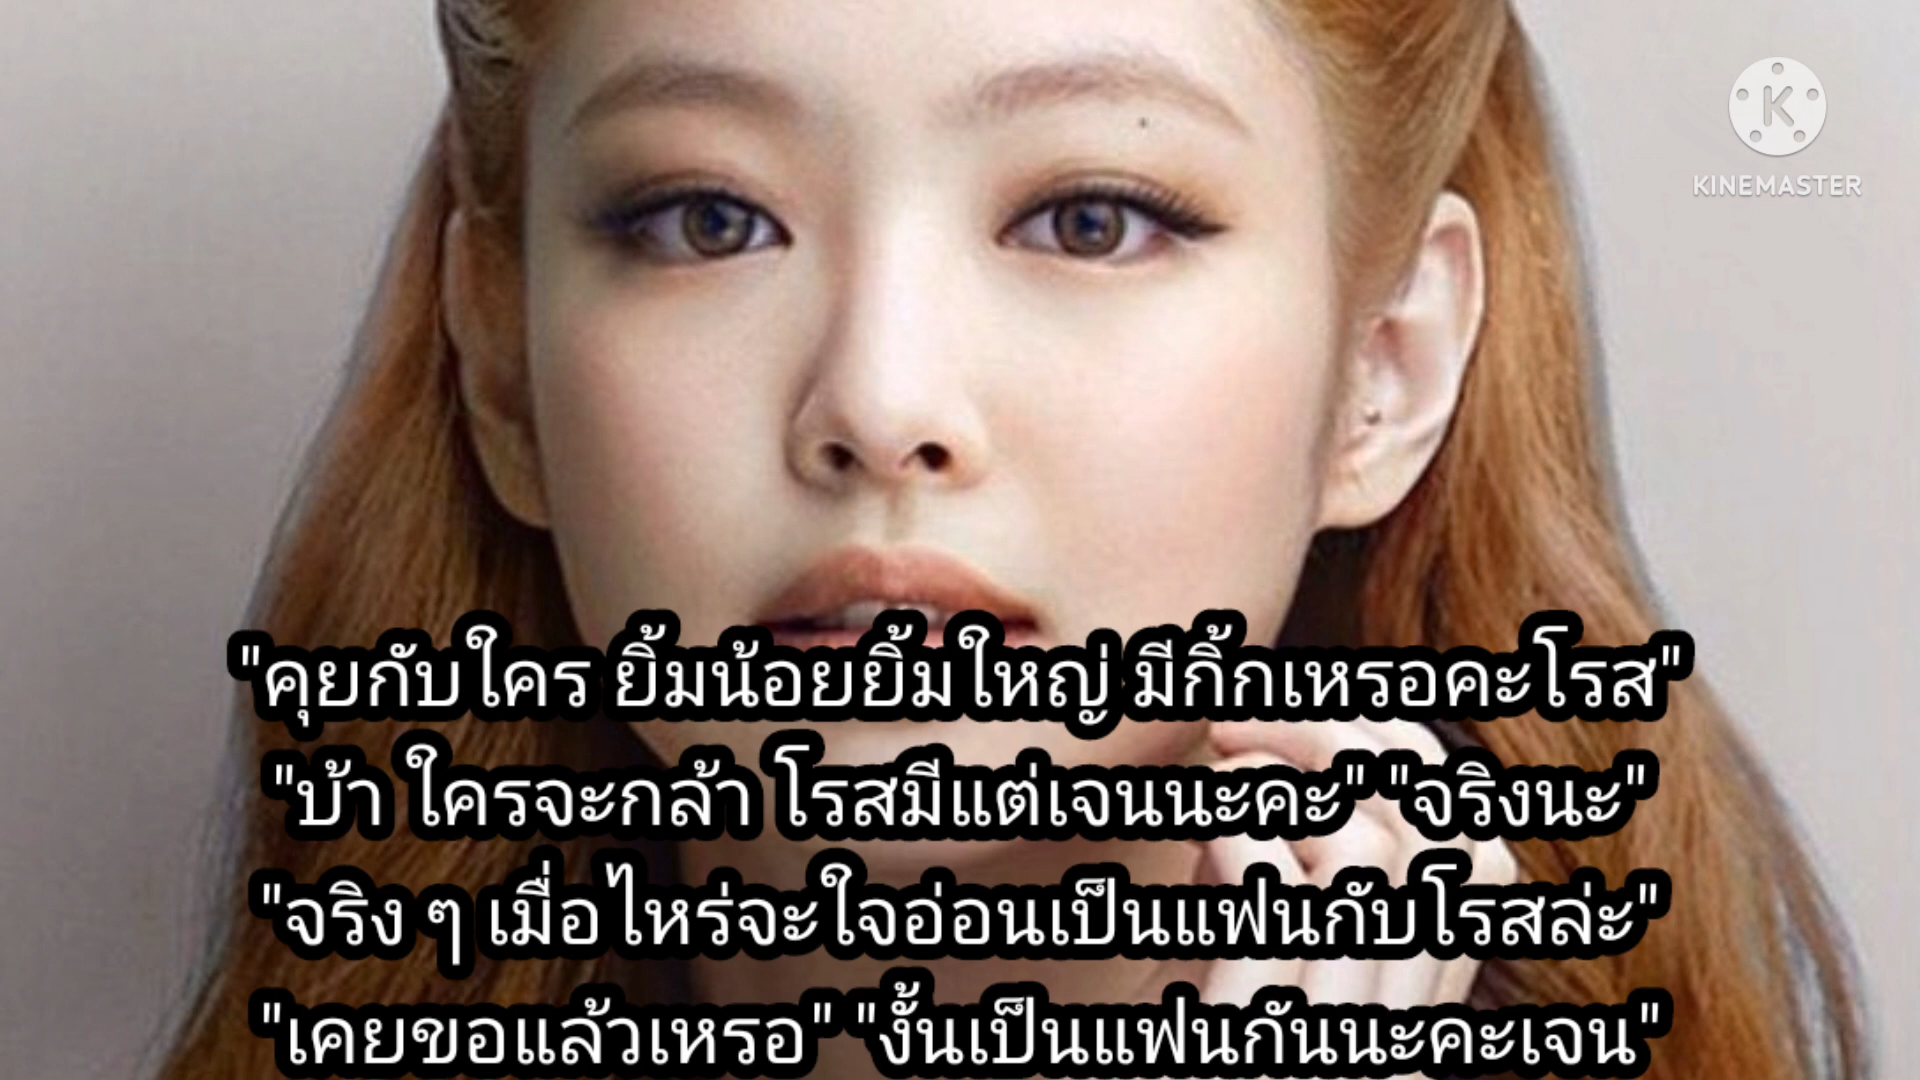 KINEMASTER
"คุยกับใคร ยิ้มน้อยยิ้มใหญ่ มีกิ้กเหรอคะโรส"
"บ้า ใครจะกล้า โรสมีแต่เจนนะคะ" "จริงนะ"
"จริง ๆ เมื่อไหร่จะใจอ่อนเป็นแฟนกับโรสล่ะ"
"เคยขอแล้วเหรอ" "งั้นเป็นแฟนกันนะคะเจน"